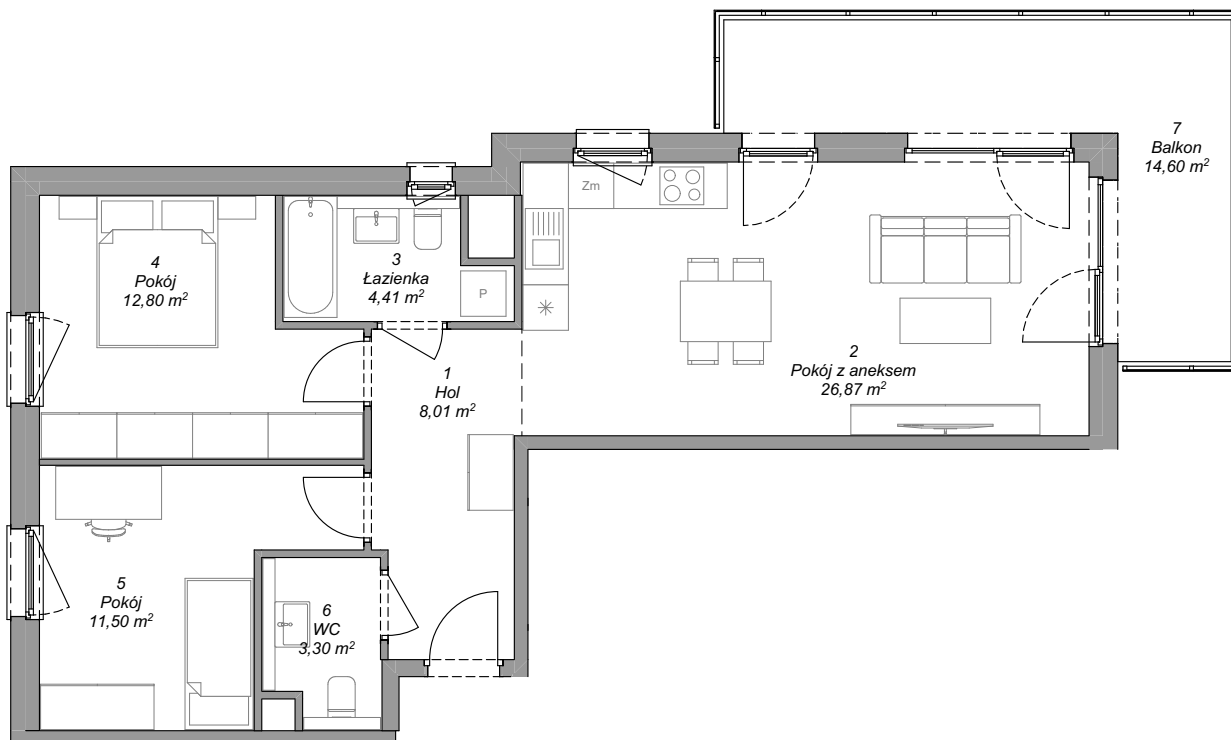 7
Balkon
14,60 m²
Zm
4
Pokój
12,80 m²
3
Łazienka
4,41 m²
P
1
Hol
8,01 m²
2
Pokój z aneksem
26,87 m²
5
Pokój
11,50 m²
6
WC
3,30 m²